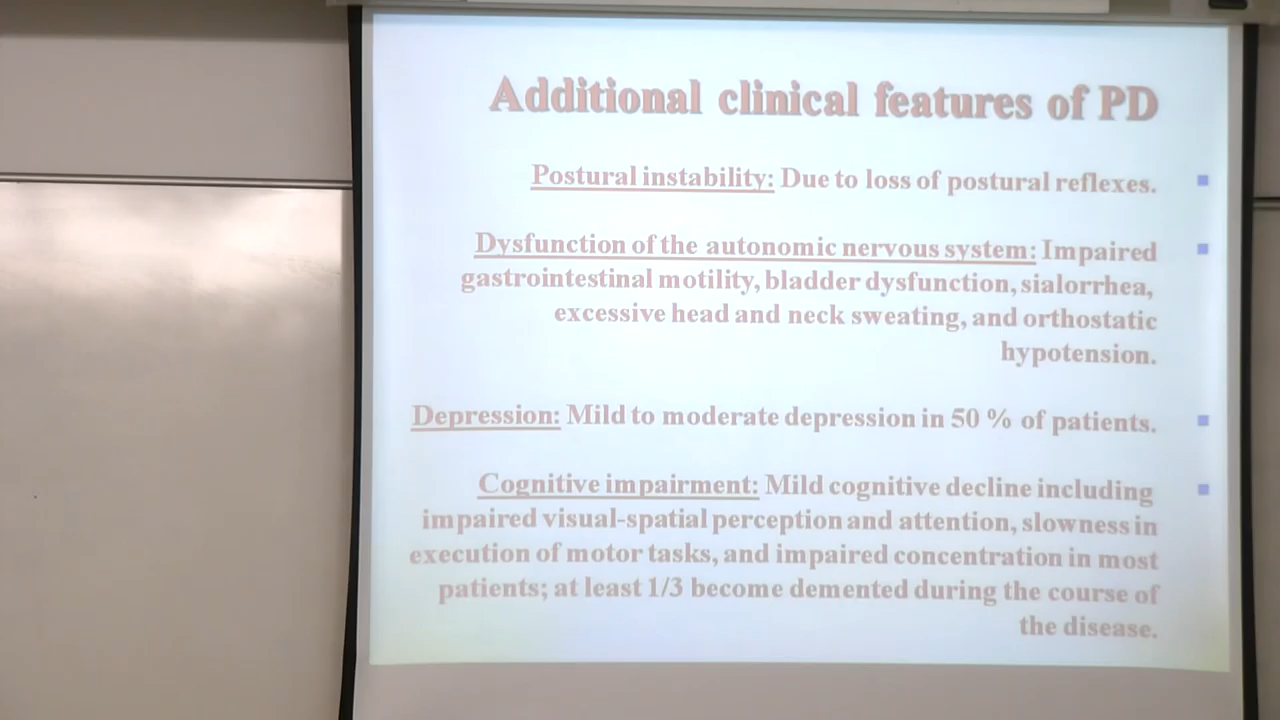 Additional clinical features of PD
Postural instability: Due to loss of postural reflexes.
Dysfunction of the autonomic nervous system: Impaired
gastrointestinal motility, bladder dysfunction, sialorrhea,
excessive head and neck sweating, and orthostatic
hypotension.
Depression: Mild to moderate depression in 50 % of patients.
Cognitive impairment: Mild cognitive decline including
impaired visual-spatial perception and attention, slowness in
execution of motor tasks, and impaired concentration in most
patients; at least 1/3 become demented during the course of
the disease.